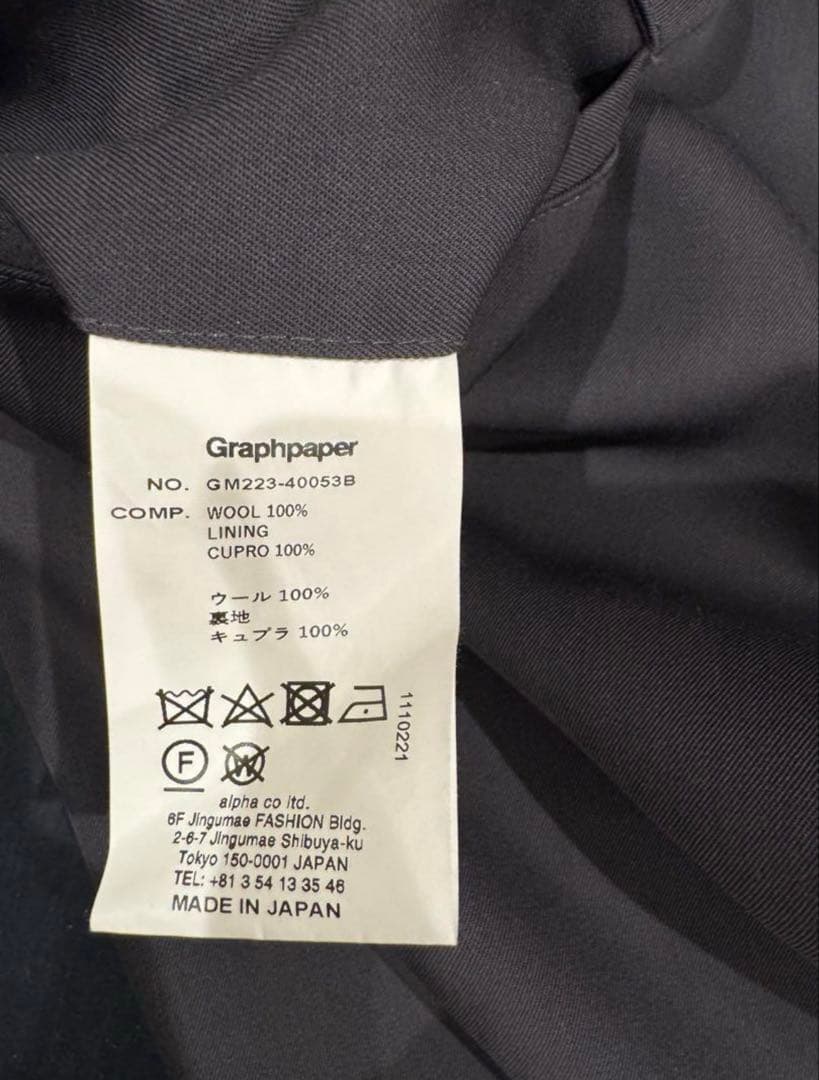 Graphpaper
NO. GM223-40053B
COMP. WOOL 100%
LINING
CUPRO 100%
ウール 100%
裏地
キュプラ 100%
1110221
F W
alpha co ltd.
6F Jingumae FASHION Bldg.
2-6-7 Jingumae Shibuya-ku
Tokyo 150-0001 JAPAN
TEL: +81 3 54 13 35 46
MADE IN JAPAN